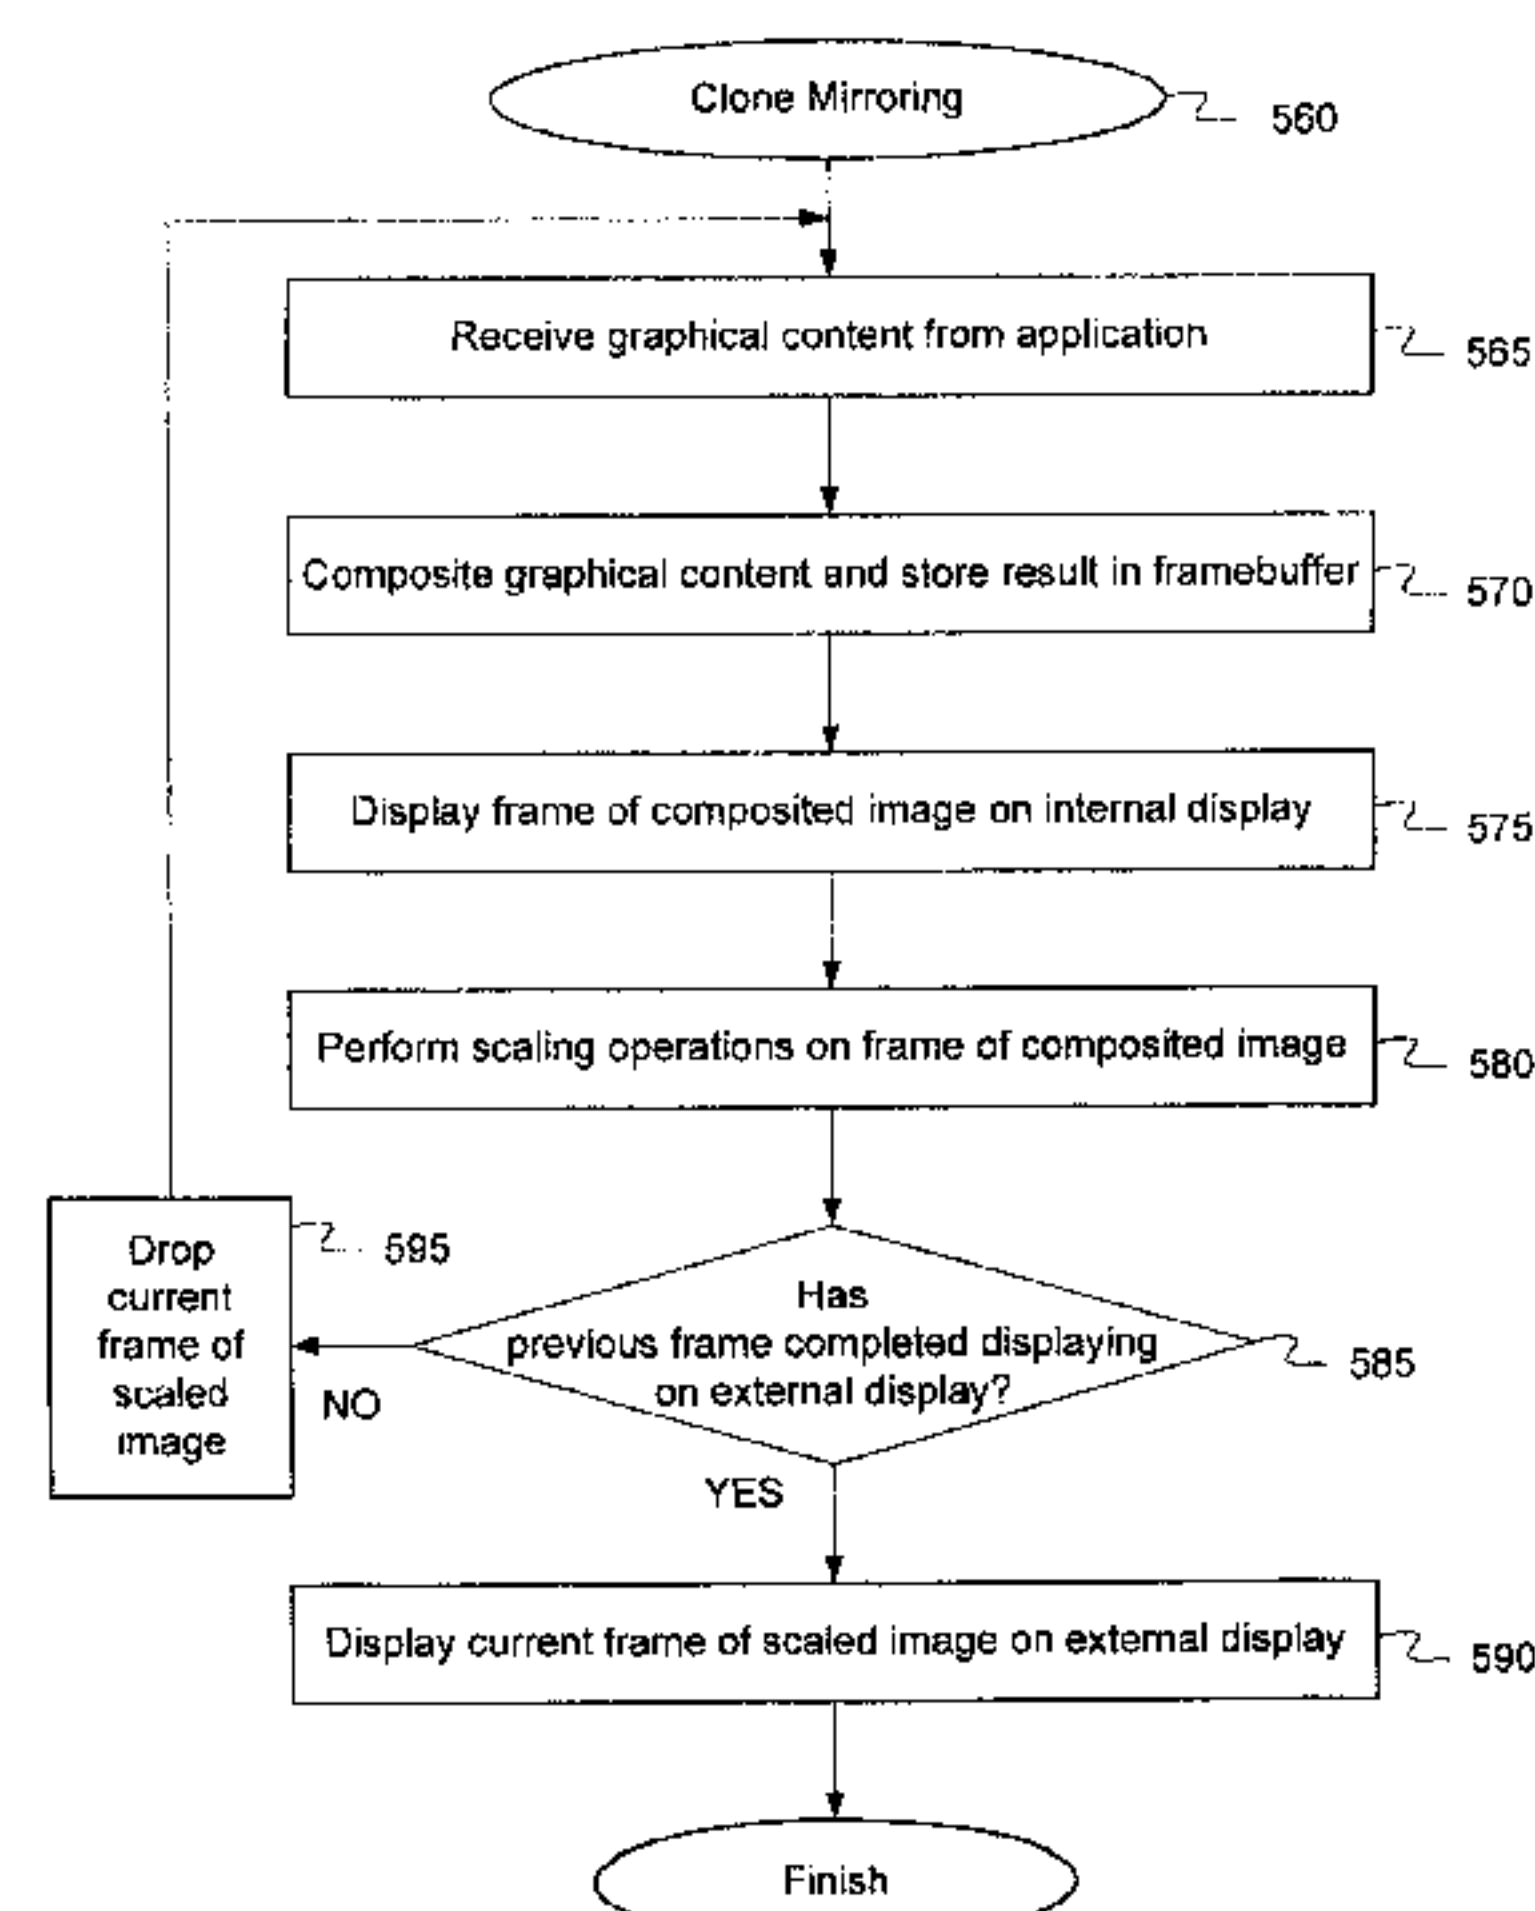 Clone Mirroring
560
Receive graphical content from application
565
Composite graphical content and store result in framebuffer
570
Display frame of composited image on internal display
575
Perform scaling operations on frame of composited image
580
Drop
current
frame of
scaled
image
595
NO
Has
previous frame completed displaying
on external display?
585
YES
Display current frame of scaled image on external display
590
Finish